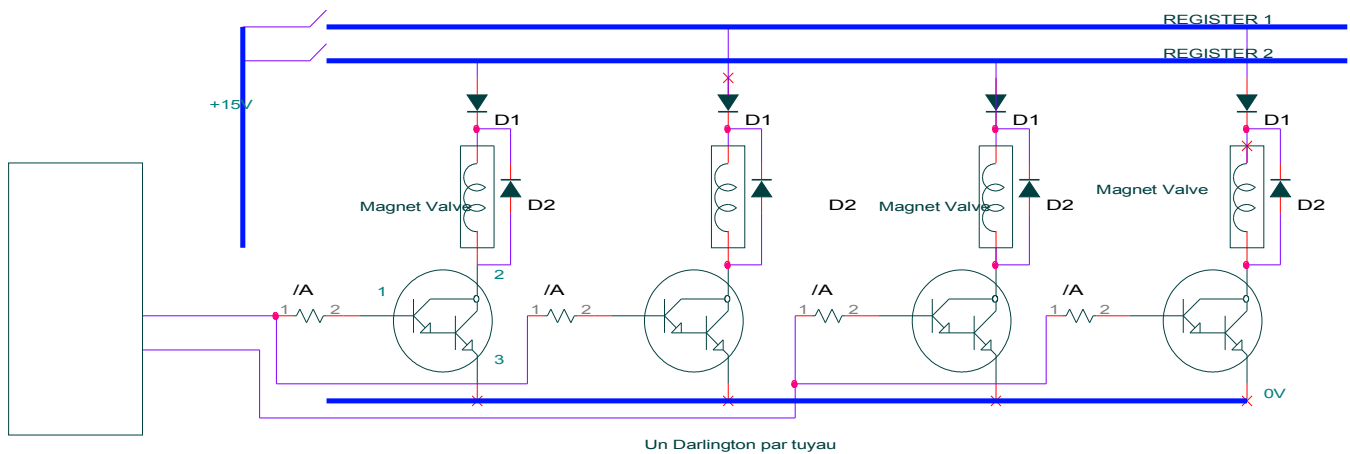 REGISTER 1
REGISTER 2
+15V
D1
D1
D1
Magnet Valve
D2
D2
Magnet Valve
D2
Magnet Valve
D2
/A
1
2
1
2
3
/A
1
2
/A
1
2
/A
1
2
0V
Un Darlington par tuyau